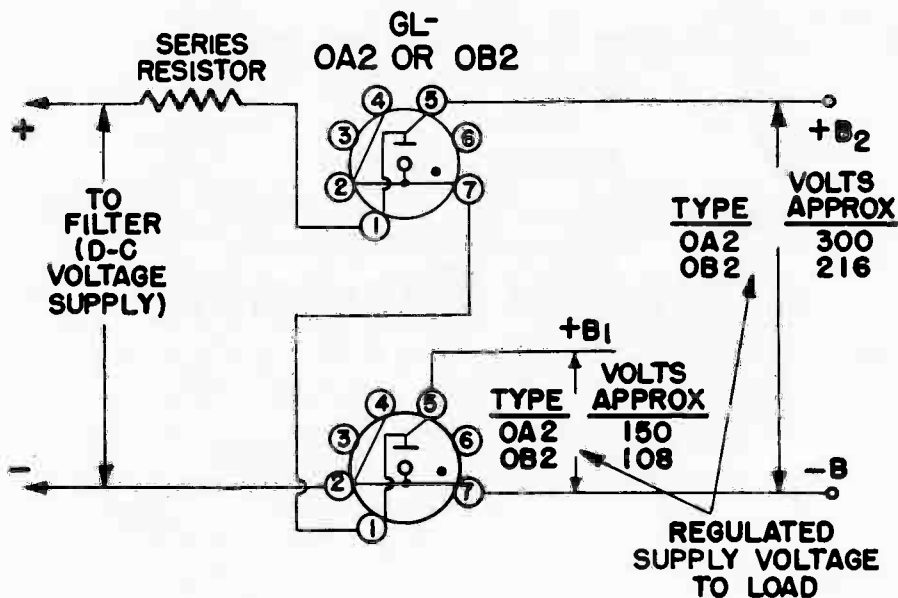 GL-
OA2 OR OB2
SERIES
RESISTOR
4
5
3
6
2
7
1
+
+B2
TO
FILTER
(D-C
VOLTAGE
SUPPLY)
TYPE VOLTS APPROX
OA2 300
OB2 216
+B1
TYPE VOLTS APPROX
OA2 150
OB2 108
4
5
3
6
2
7
1
-
-B
REGULATED
SUPPLY VOLTAGE
TO LOAD